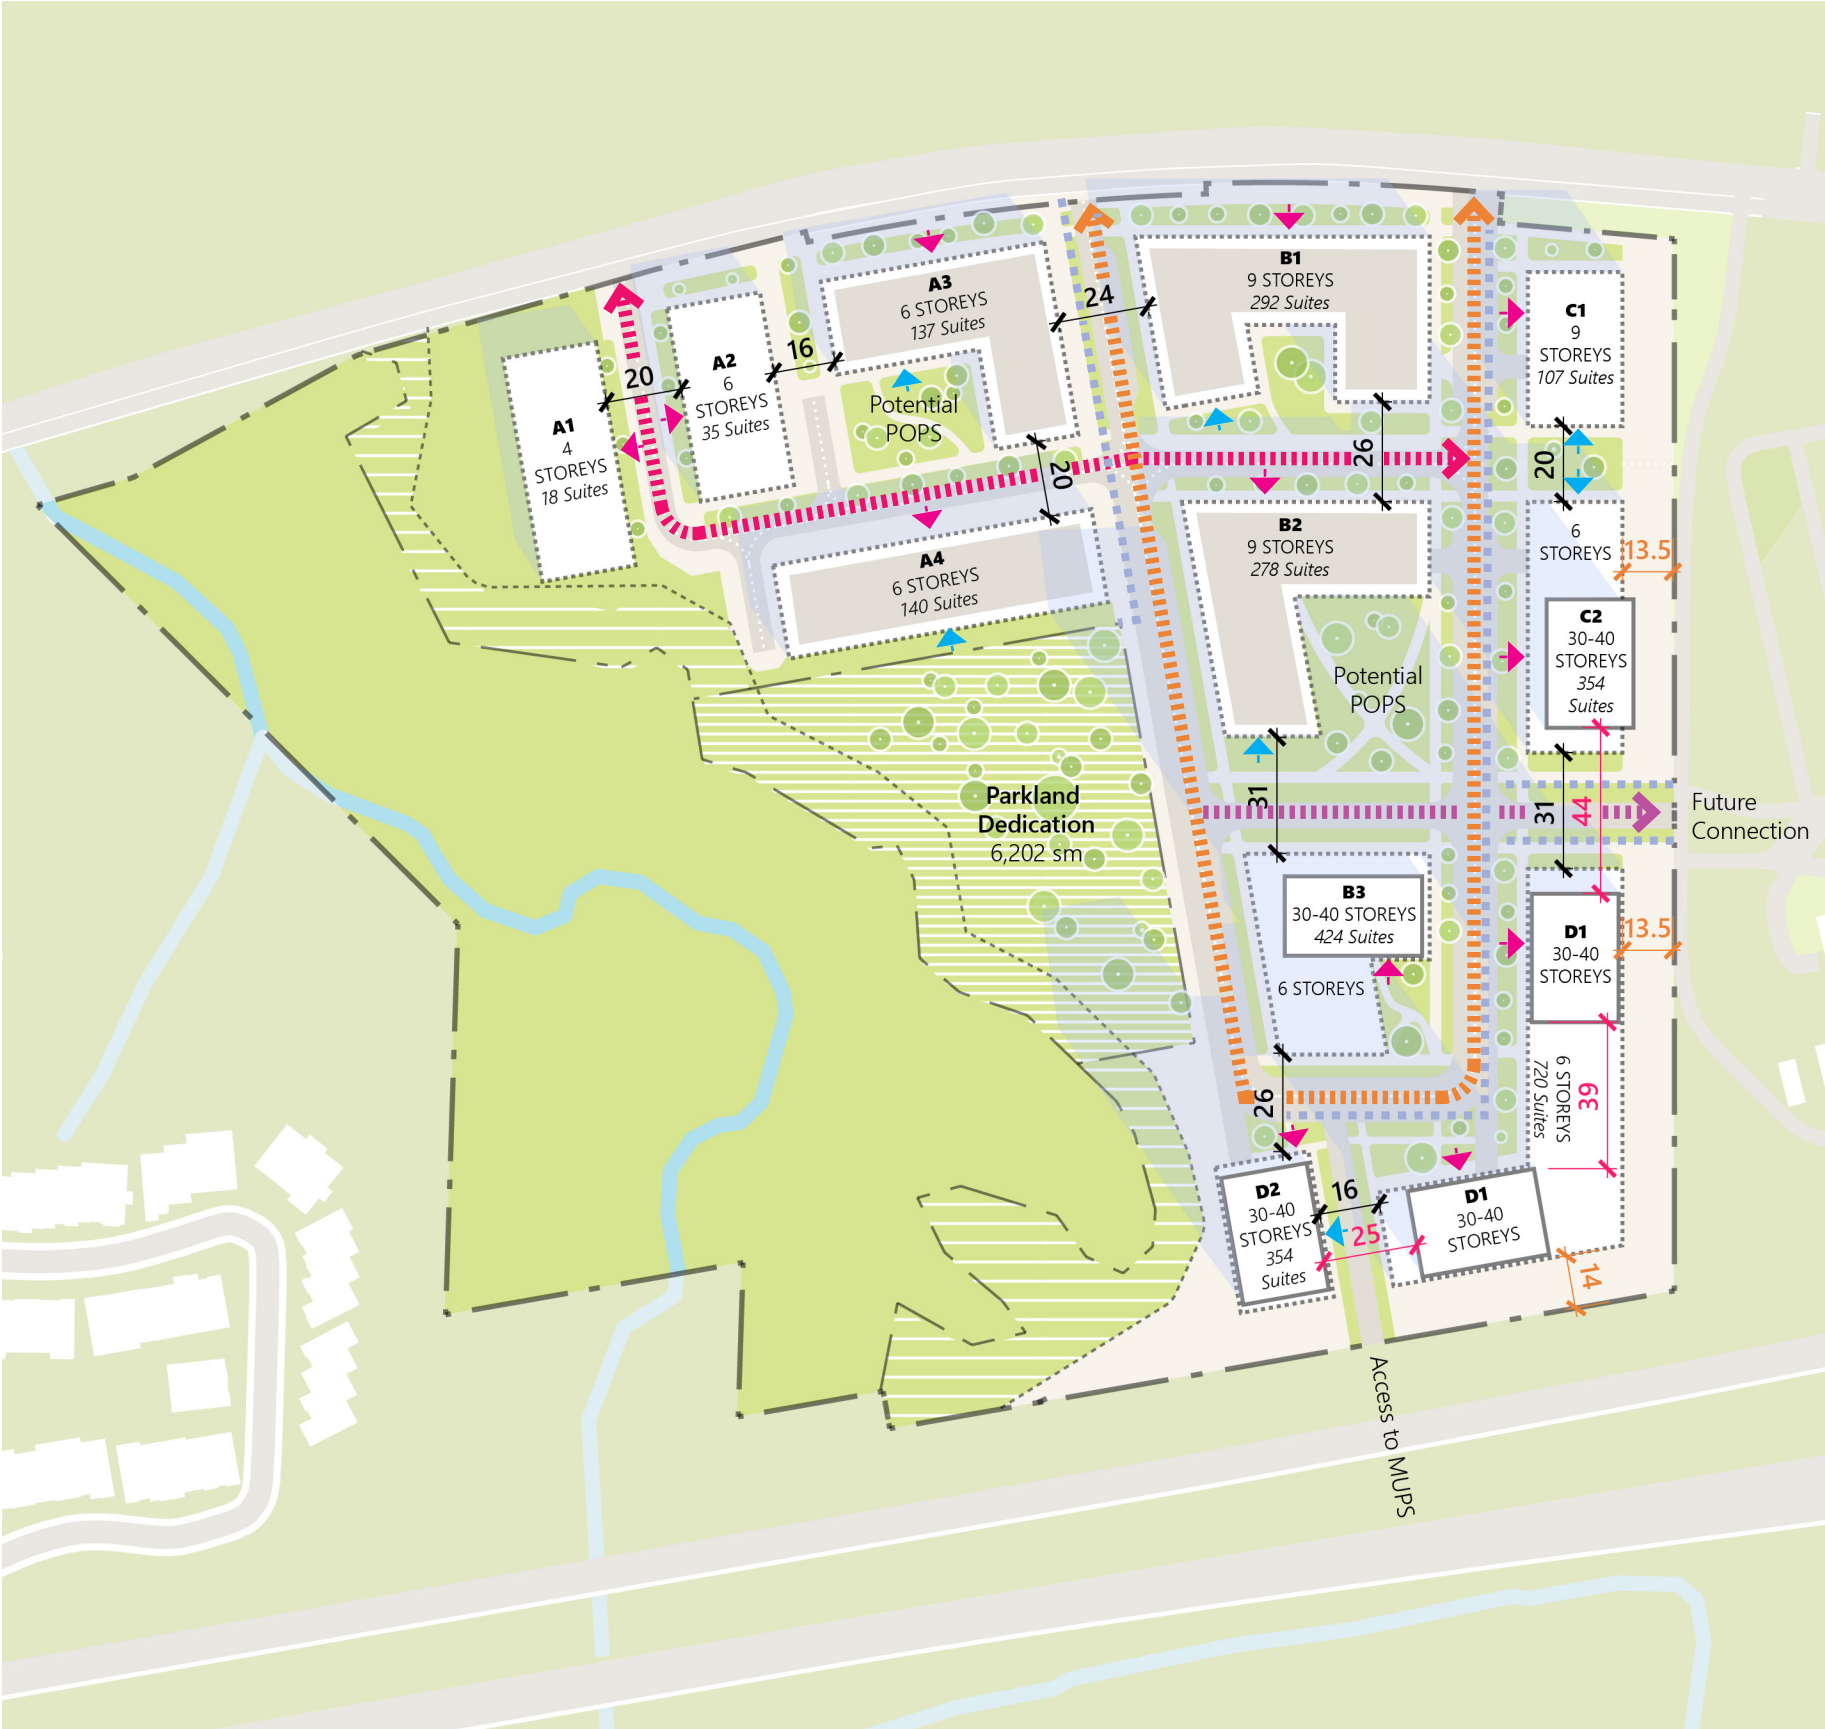 A1
4
STOREYS
18 Suites
20
A2
6
STOREYS
35 Suites
16
A3
6 STOREYS
137 Suites
Potential
POPS
20
A4
6 STOREYS
140 Suites
24
B1
9 STOREYS
292 Suites
26
B2
9 STOREYS
278 Suites
Potential
POPS
C1
9
STOREYS
107 Suites
20
6
STOREYS
13.5
C2
30-40
STOREYS
354
Suites
Parkland
Dedication
6,202 sm
31
31
44
Future
Connection
B3
30-40 STOREYS
424 Suites
6 STOREYS
D1
30-40
STOREYS
13.5
6 STOREYS
720 Suites
39
26
D2
30-40
STOREYS
354
Suites
16
25
D1
30-40
STOREYS
14
Access to MUPS